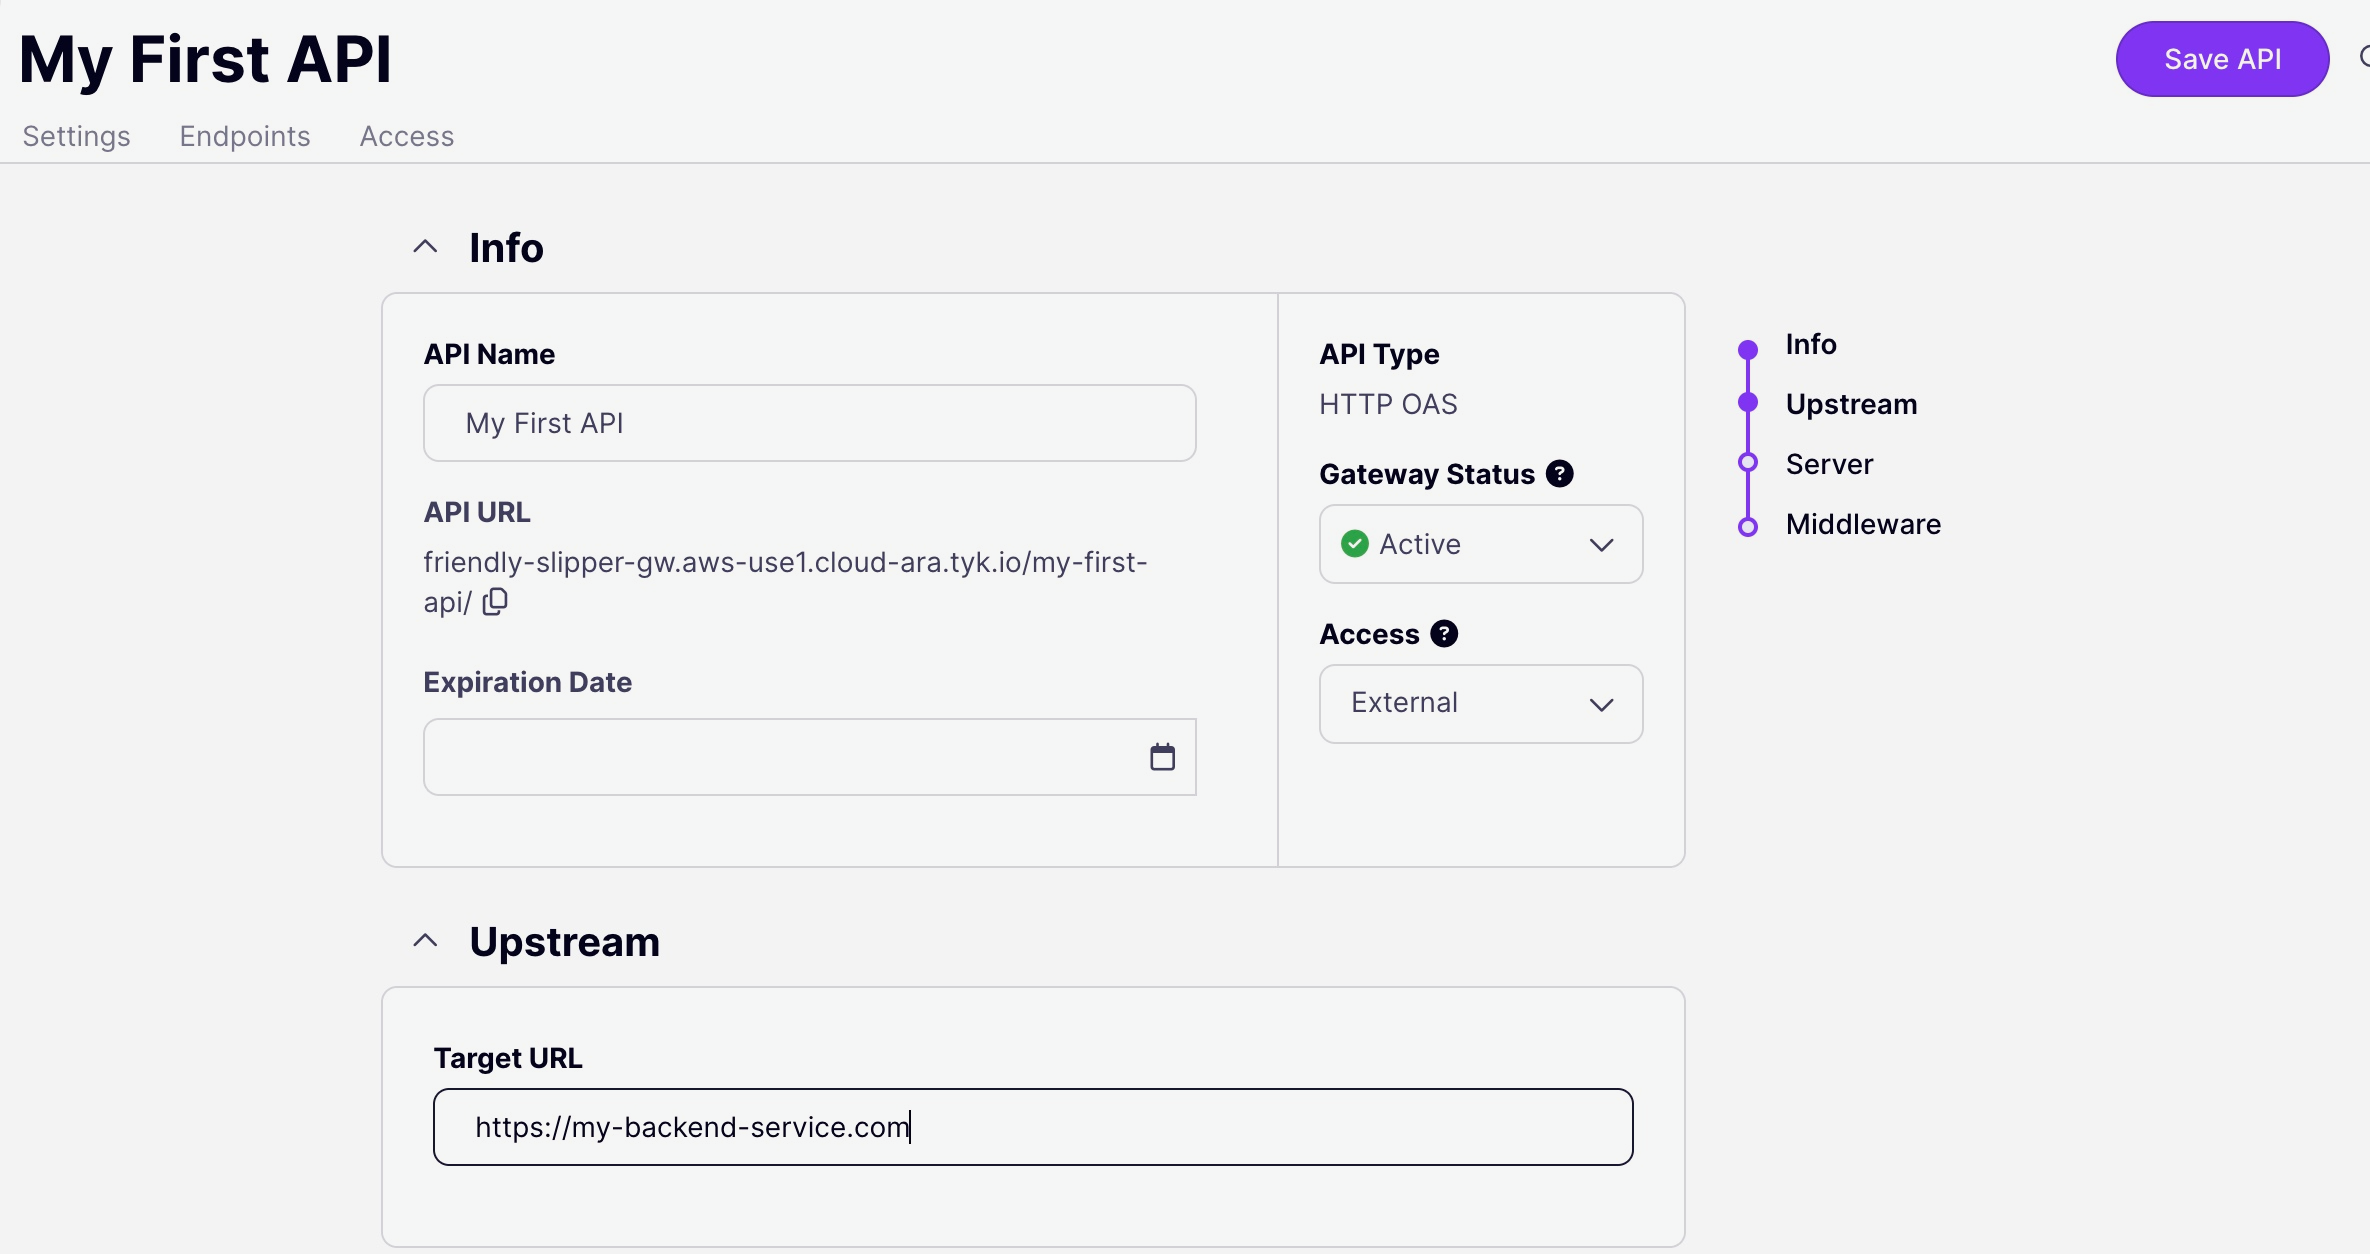 My First API
Save API
Settings Endpoints Access
Info
API Name
My First API
API URL
friendly-slipper-gw.aws-use1.cloud-ara.tyk.io/my-first-
api/
Expiration Date
API Type
HTTP OAS
Gateway Status ?
Active
Access ?
External
Info
Upstream
Server
Middleware
Upstream
Target URL
https://my-backend-service.com